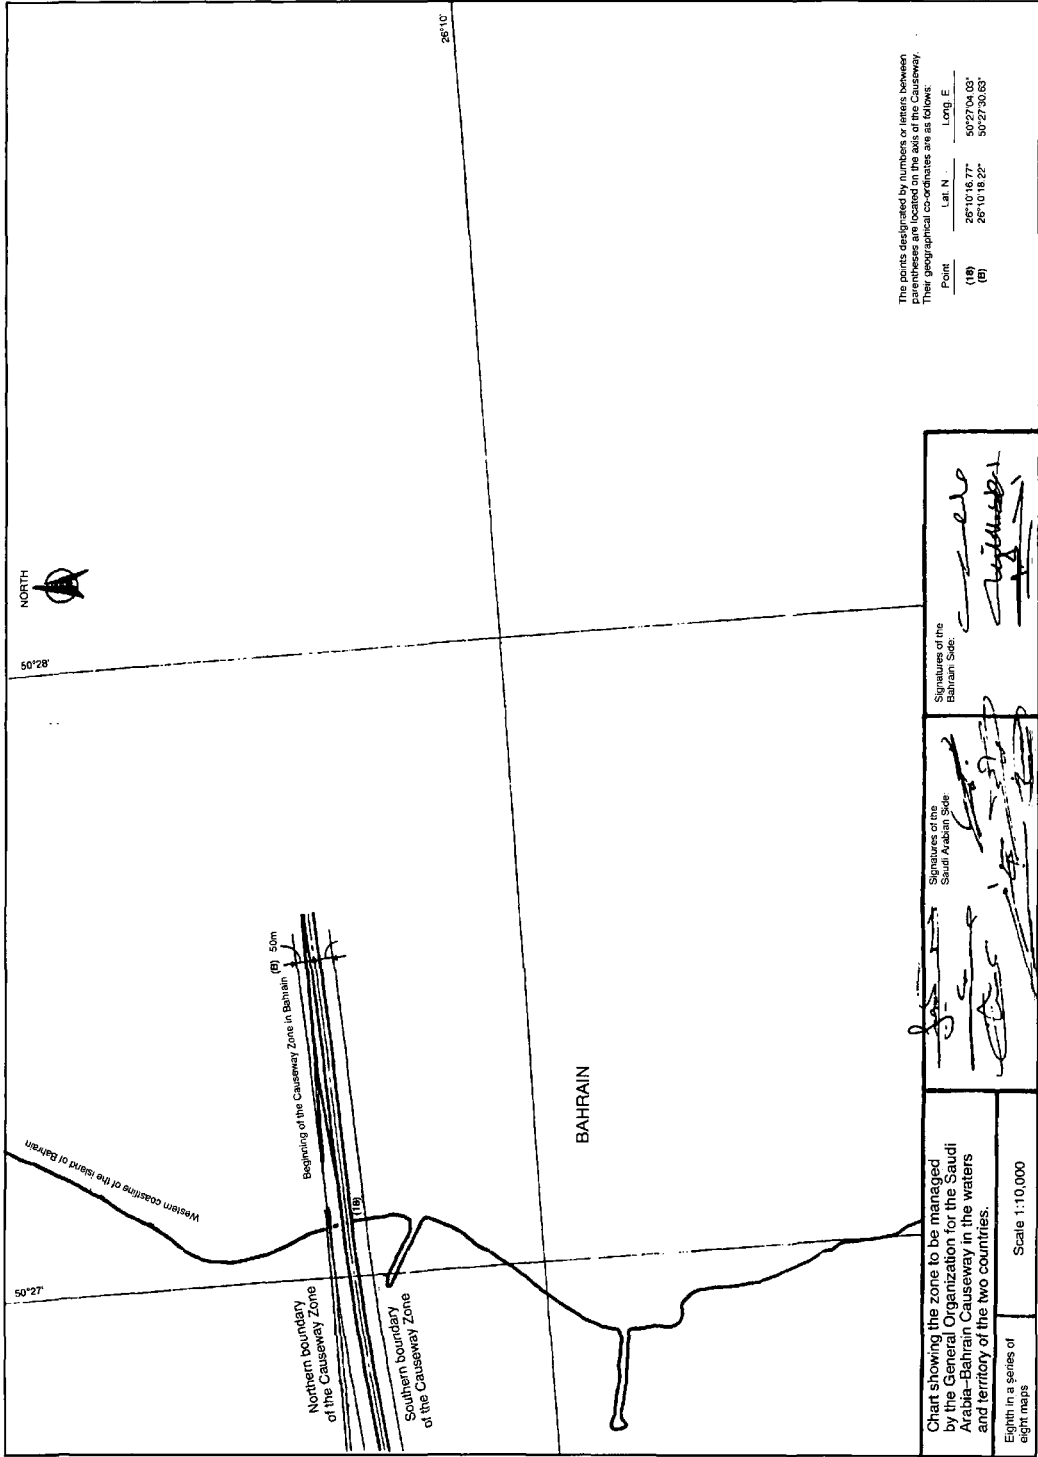 NORTH
50°27'
50°28'
26°10'
Western coastline of the island of Bahrain
Beginning of the Causeway Zone in Bahrain
(B) 50m
(18)
Northern boundary
of the Causeway Zone
Southern boundary
of the Causeway Zone
BAHRAIN
The points designated by numbers or letters between
parentheses are located on the axis of the Causeway.
Their geographical co-ordinates are as follows:
Point Lat. N Long. E
(18) 26°10'16.77" 50°27'04.03"
(B) 26°10'18.22" 50°27'30.63"
Chart showing the zone to be managed
by the General Organization for the Saudi
Arabia–Bahrain Causeway in the waters
and territory of the two countries.
Eighth in a series of
eight maps
Scale 1:10,000
Signatures of the
Saudi Arabian Side:
Signatures of the
Bahraini Side: